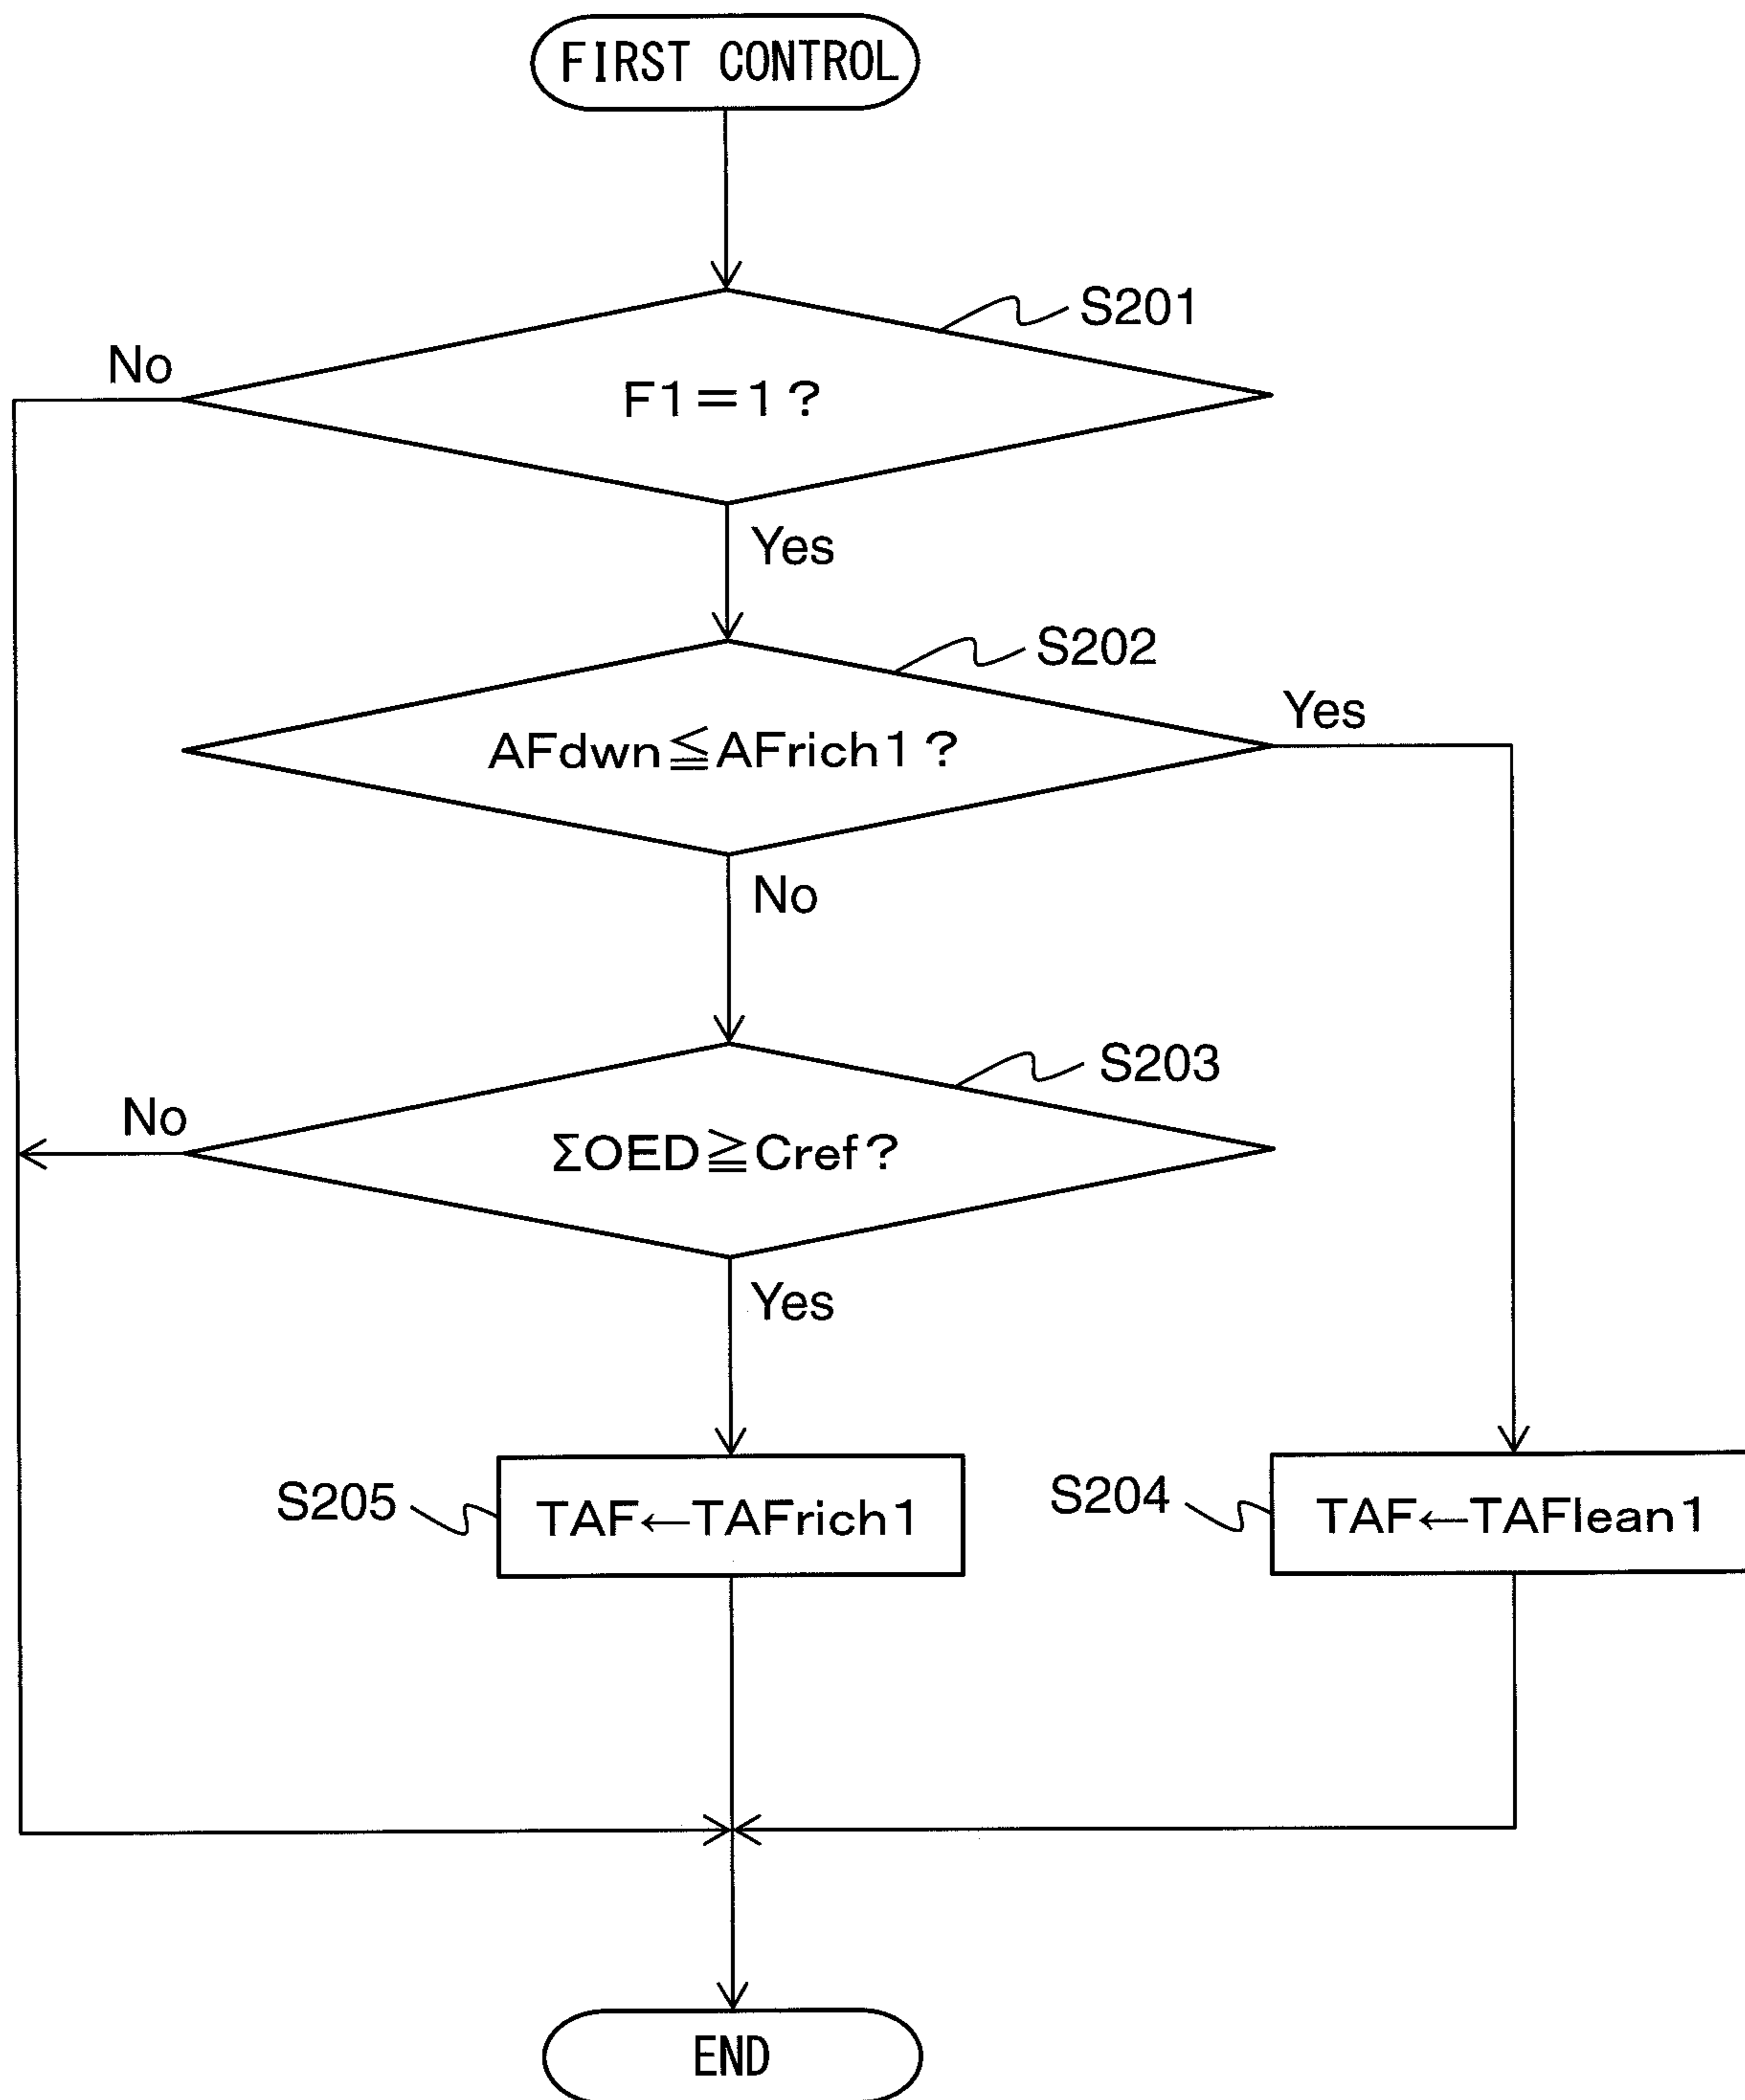 FIRST CONTROL
S201
No
F1=1?
Yes
S202
Yes
AFdwn≦AFrich1?
No
S203
No
ΣOED≧Cref?
Yes
S205
TAF←TAFrich1
S204
TAF←TAFlean1
END